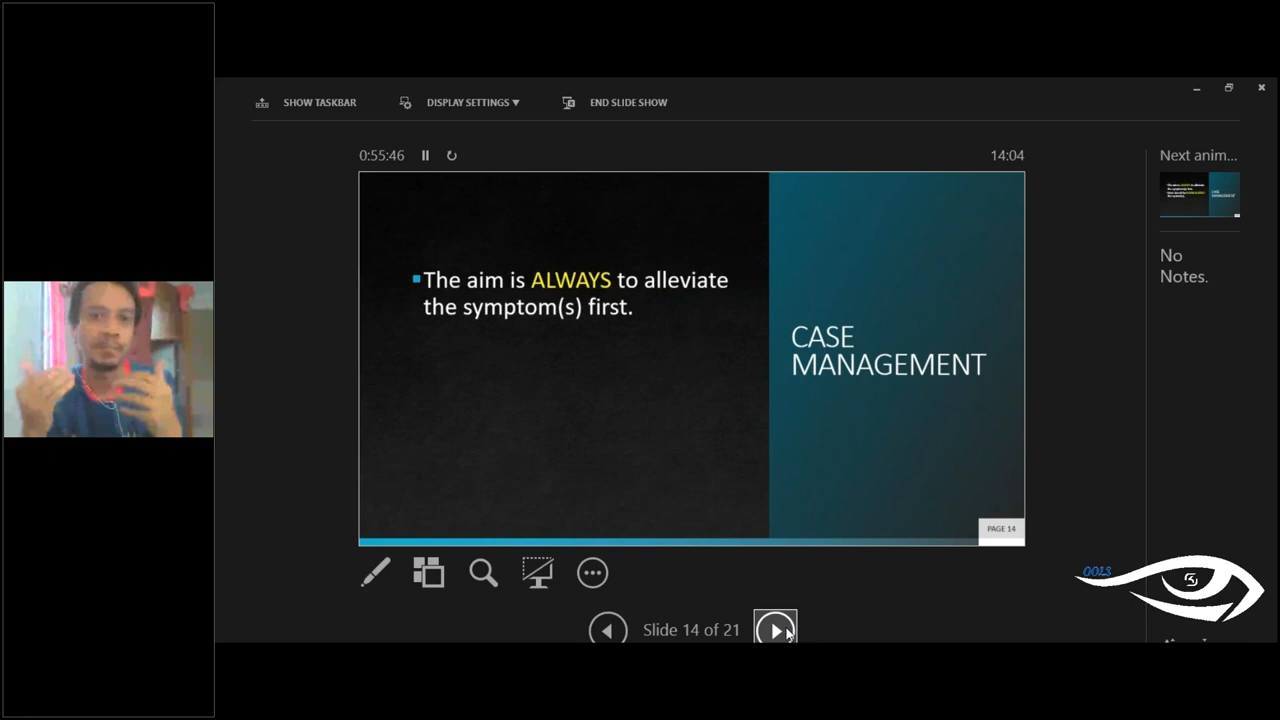 SHOW TASKBAR
DISPLAY SETTINGS ▼
END SLIDE SHOW
0:55:46
14:04
Next anim...
The aim is ALWAYS to alleviate
the symptom(s) first.
CASE
MANAGEMENT
PAGE 14
No
Notes.
OOLS
Slide 14 of 21